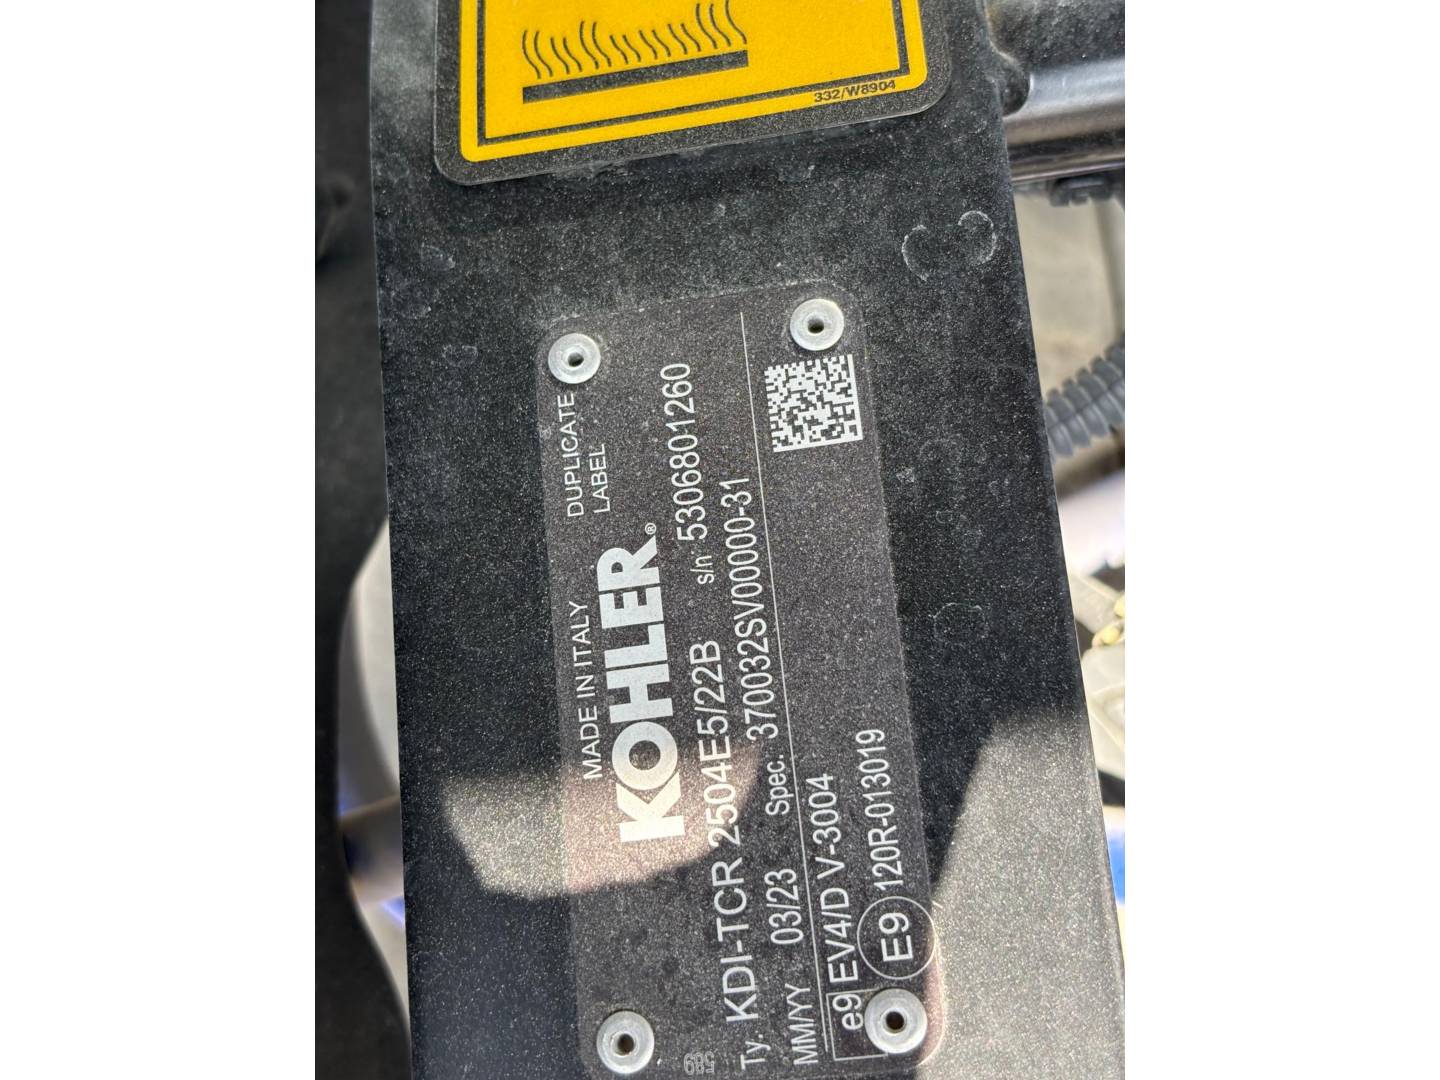 332/W8904
MADE IN ITALY
DUPLICATE
LABEL
KOHLER®
Ty. KDI-TCR 2504E5/22B s/n 5306801260
MM/YY 03/23 Spec. 370032SV00000-31
e9 EV4/D V-3004
E9 120R-013019
589